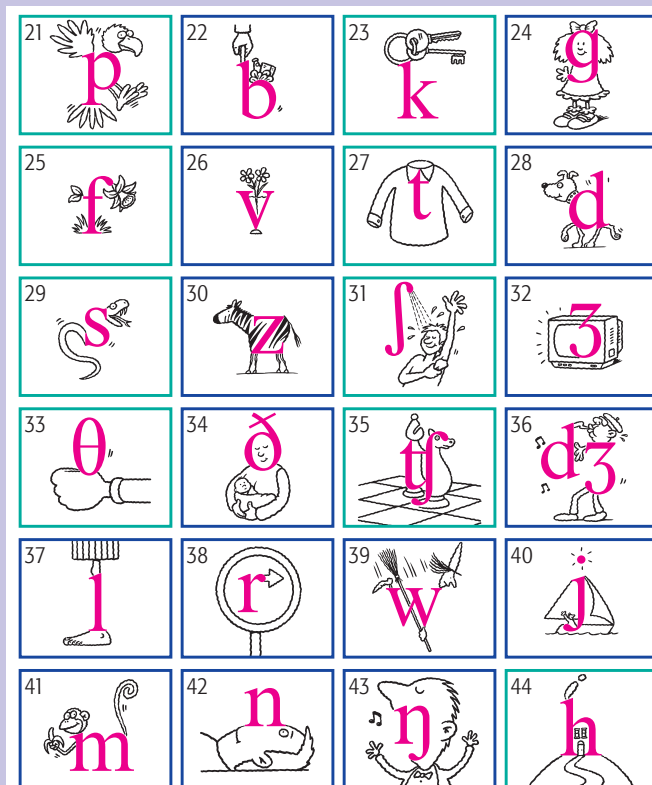 21 p
22 b
23 k
24 g
25 f
26 v
27 t
28 d
29 s
30 z
31 ʃ
32 ʒ
33 θ
34 ð
35 tʃ
36 dʒ
37 l
38 r
39 w
40 j
41 m
42 n
43 ŋ
44 h